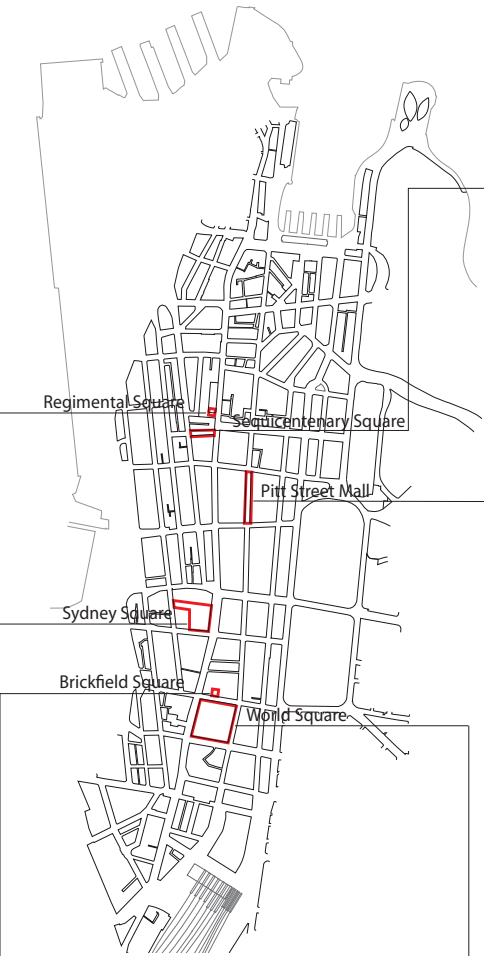 Regimental Square
Sequicentenary Square
Pitt Street Mall
Sydney Square
Brickfield Square
World Square